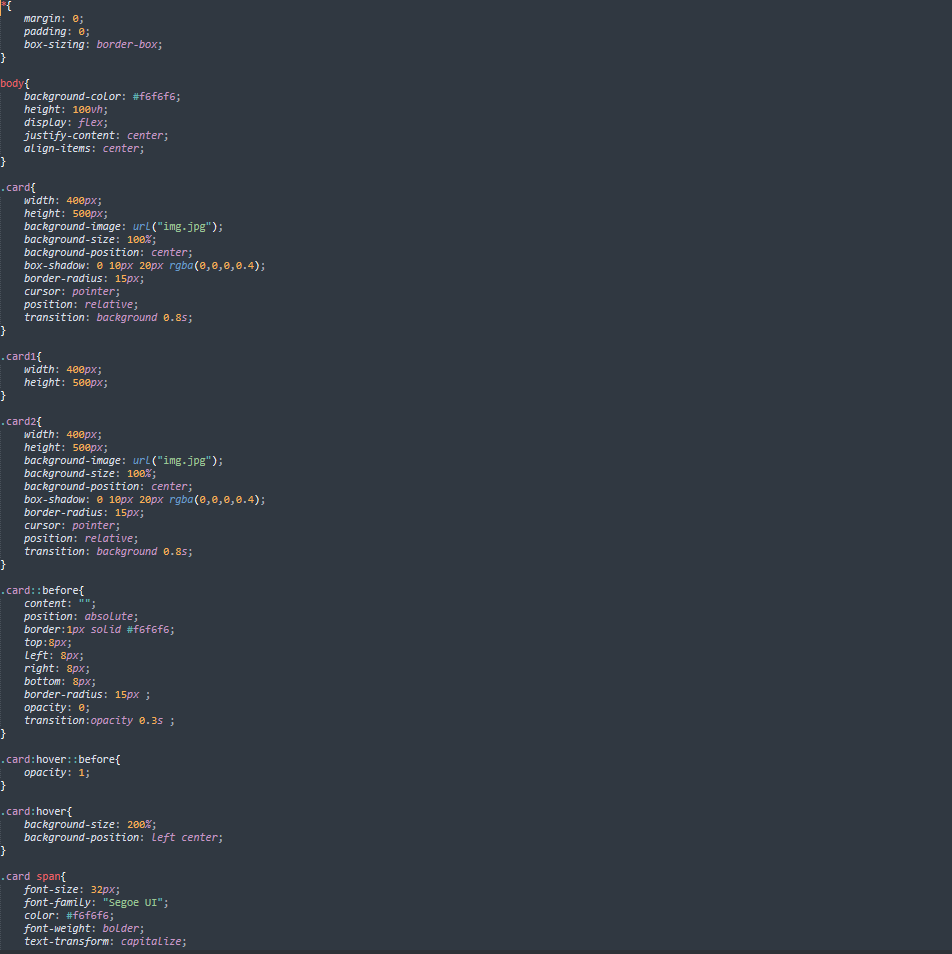 *{
    margin: 0;
    padding: 0;
    box-sizing: border-box;
}

body{
    background-color: #f6f6f6;
    height: 100vh;
    display: flex;
    justify-content: center;
    align-items: center;
}

.card{
    width: 400px;
    height: 500px;
    background-image: url("img.jpg");
    background-size: 100%;
    background-position: center;
    box-shadow: 0 10px 20px rgba(0,0,0,0.4);
    border-radius: 15px;
    cursor: pointer;
    position: relative;
    transition: background 0.8s;
}

.card1{
    width: 400px;
    height: 500px;
}

.card2{
    width: 400px;
    height: 500px;
    background-image: url("img.jpg");
    background-size: 100%;
    background-position: center;
    box-shadow: 0 10px 20px rgba(0,0,0,0.4);
    border-radius: 15px;
    cursor: pointer;
    position: relative;
    transition: background 0.8s;
}

.card::before{
    content: "";
    position: absolute;
    border:1px solid #f6f6f6;
    top:8px;
    left: 8px;
    right: 8px;
    bottom: 8px;
    border-radius: 15px ;
    opacity: 0;
    transition:opacity 0.3s ;
}

.card:hover::before{
    opacity: 1;
}

.card:hover{
    background-size: 200%;
    background-position: left center;
}

.card span{
    font-size: 32px;
    font-family: "Segoe UI";
    color: #f6f6f6;
    font-weight: bolder;
    text-transform: capitalize;